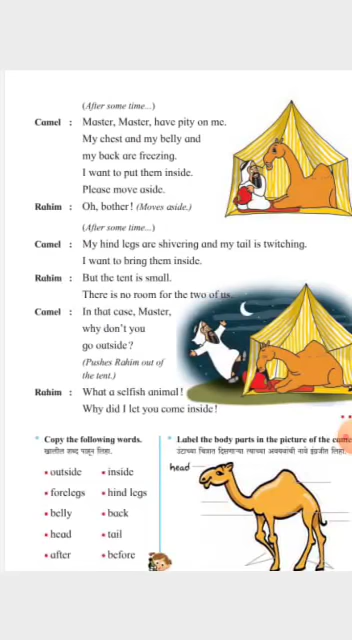 (After some time...)
Camel : Master, Master, have pity on me.
My chest and my belly and
my back are freezing.
I want to put them inside.
Please move aside.
Rahim : Oh, bother! (Moves aside.)
(After some time...)
Camel : My hind legs are shivering and my tail is twitching.
I want to bring them inside.
Rahim : But the tent is small.
There is no room for the two of us.
Camel : In that case, Master,
why don't you
go outside?
(Pushes Rahim out of
the tent.)
Rahim : What a selfish animal!
Why did I let you come inside!
* Copy the following words.
खालील शब्द पाहून लिहा.
• outside • inside
• forelegs • hind legs
• belly • back
• head • tail
• after • before
* Label the body parts in the picture of the came
उंटाच्या चित्रात दिसणाऱ्या त्याच्या अवयवांची नावे इंग्रजीत लिहा
head